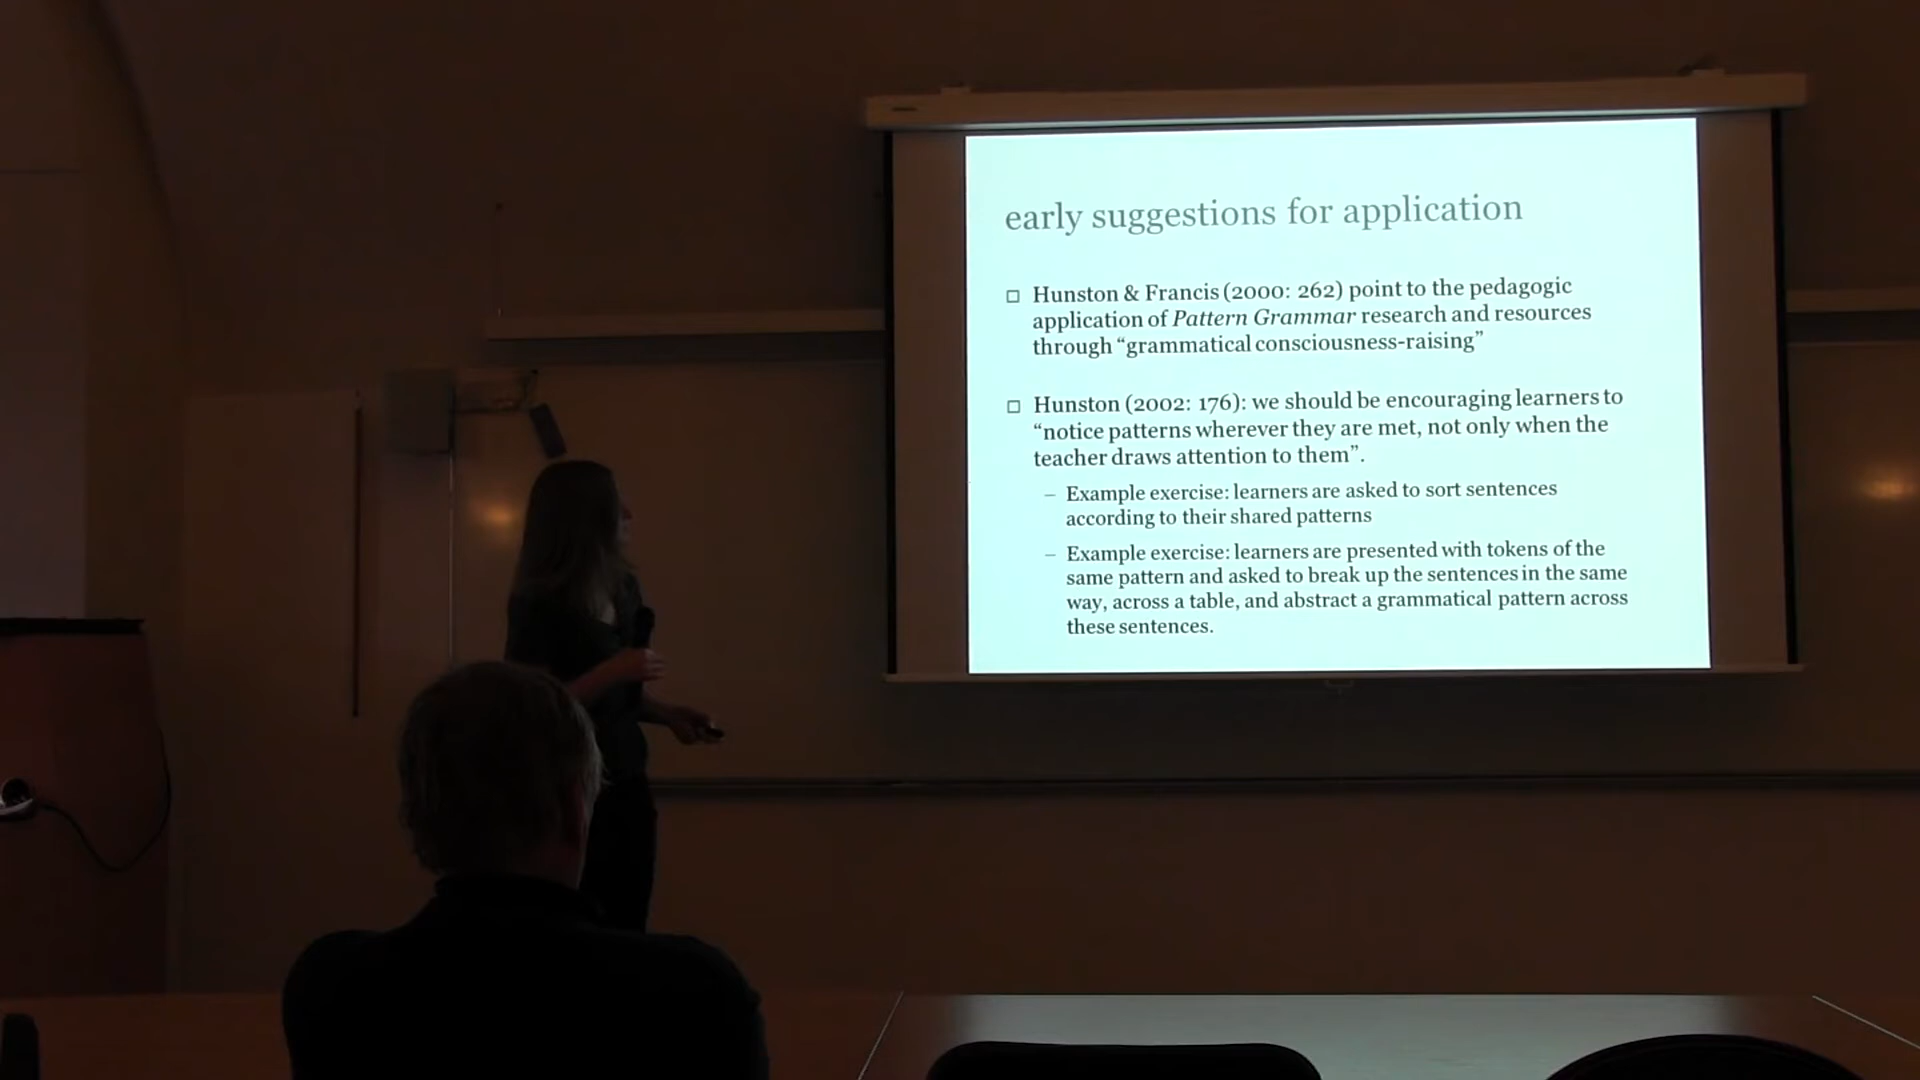 early suggestions for application
Hunston & Francis (2000: 262) point to the pedagogic
application of Pattern Grammar research and resources
through “grammatical consciousness-raising”
Hunston (2002: 176): we should be encouraging learners to
“notice patterns wherever they are met, not only when the
teacher draws attention to them”.
– Example exercise: learners are asked to sort sentences
according to their shared patterns
– Example exercise: learners are presented with tokens of the
same pattern and asked to break up the sentences in the same
way, across a table, and abstract a grammatical pattern across
these sentences.